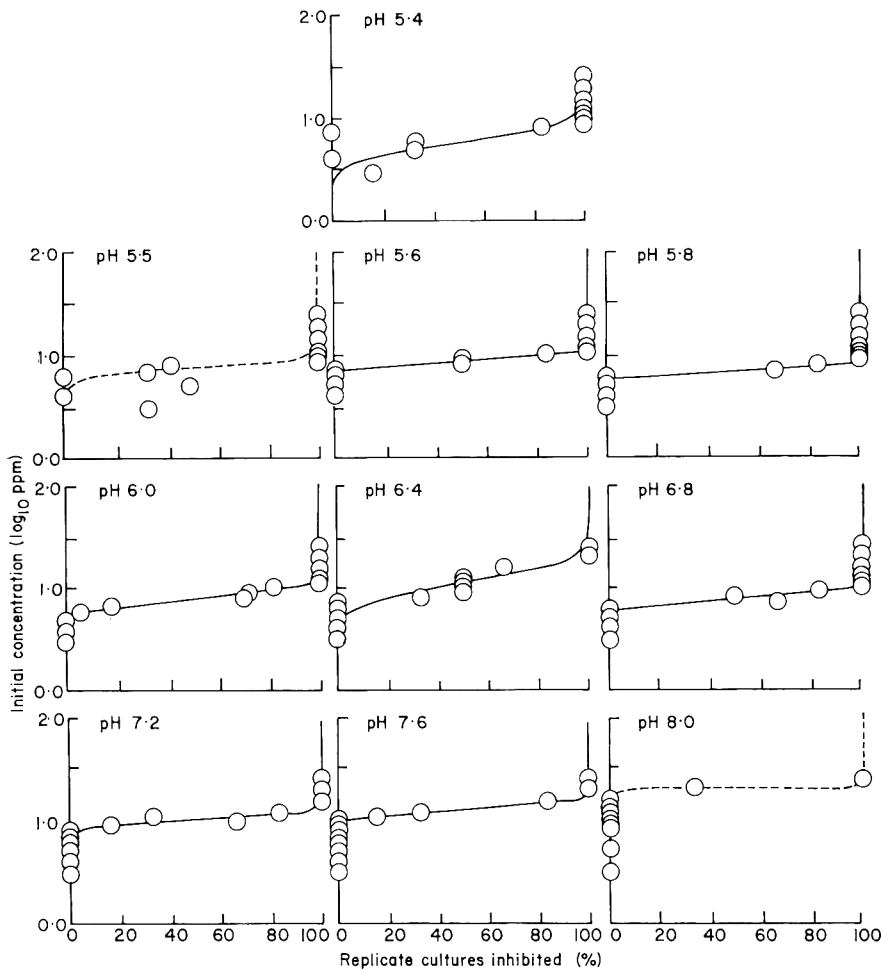 pH 5·4
1·0
0·0
2·0
pH 5·5
pH 5·6
pH 5·8
1·0
0·0
2·0
pH 6·0
pH 6·4
pH 6·8
1·0
0·0
2·0
pH 7·2
pH 7·6
pH 8·0
1·0
0·0
0 20 40 60 80 100 0 20 40 60 80 100 0 20 40 60 80 100
Initial concentration (log10 ppm)
Replicate cultures inhibited (%)